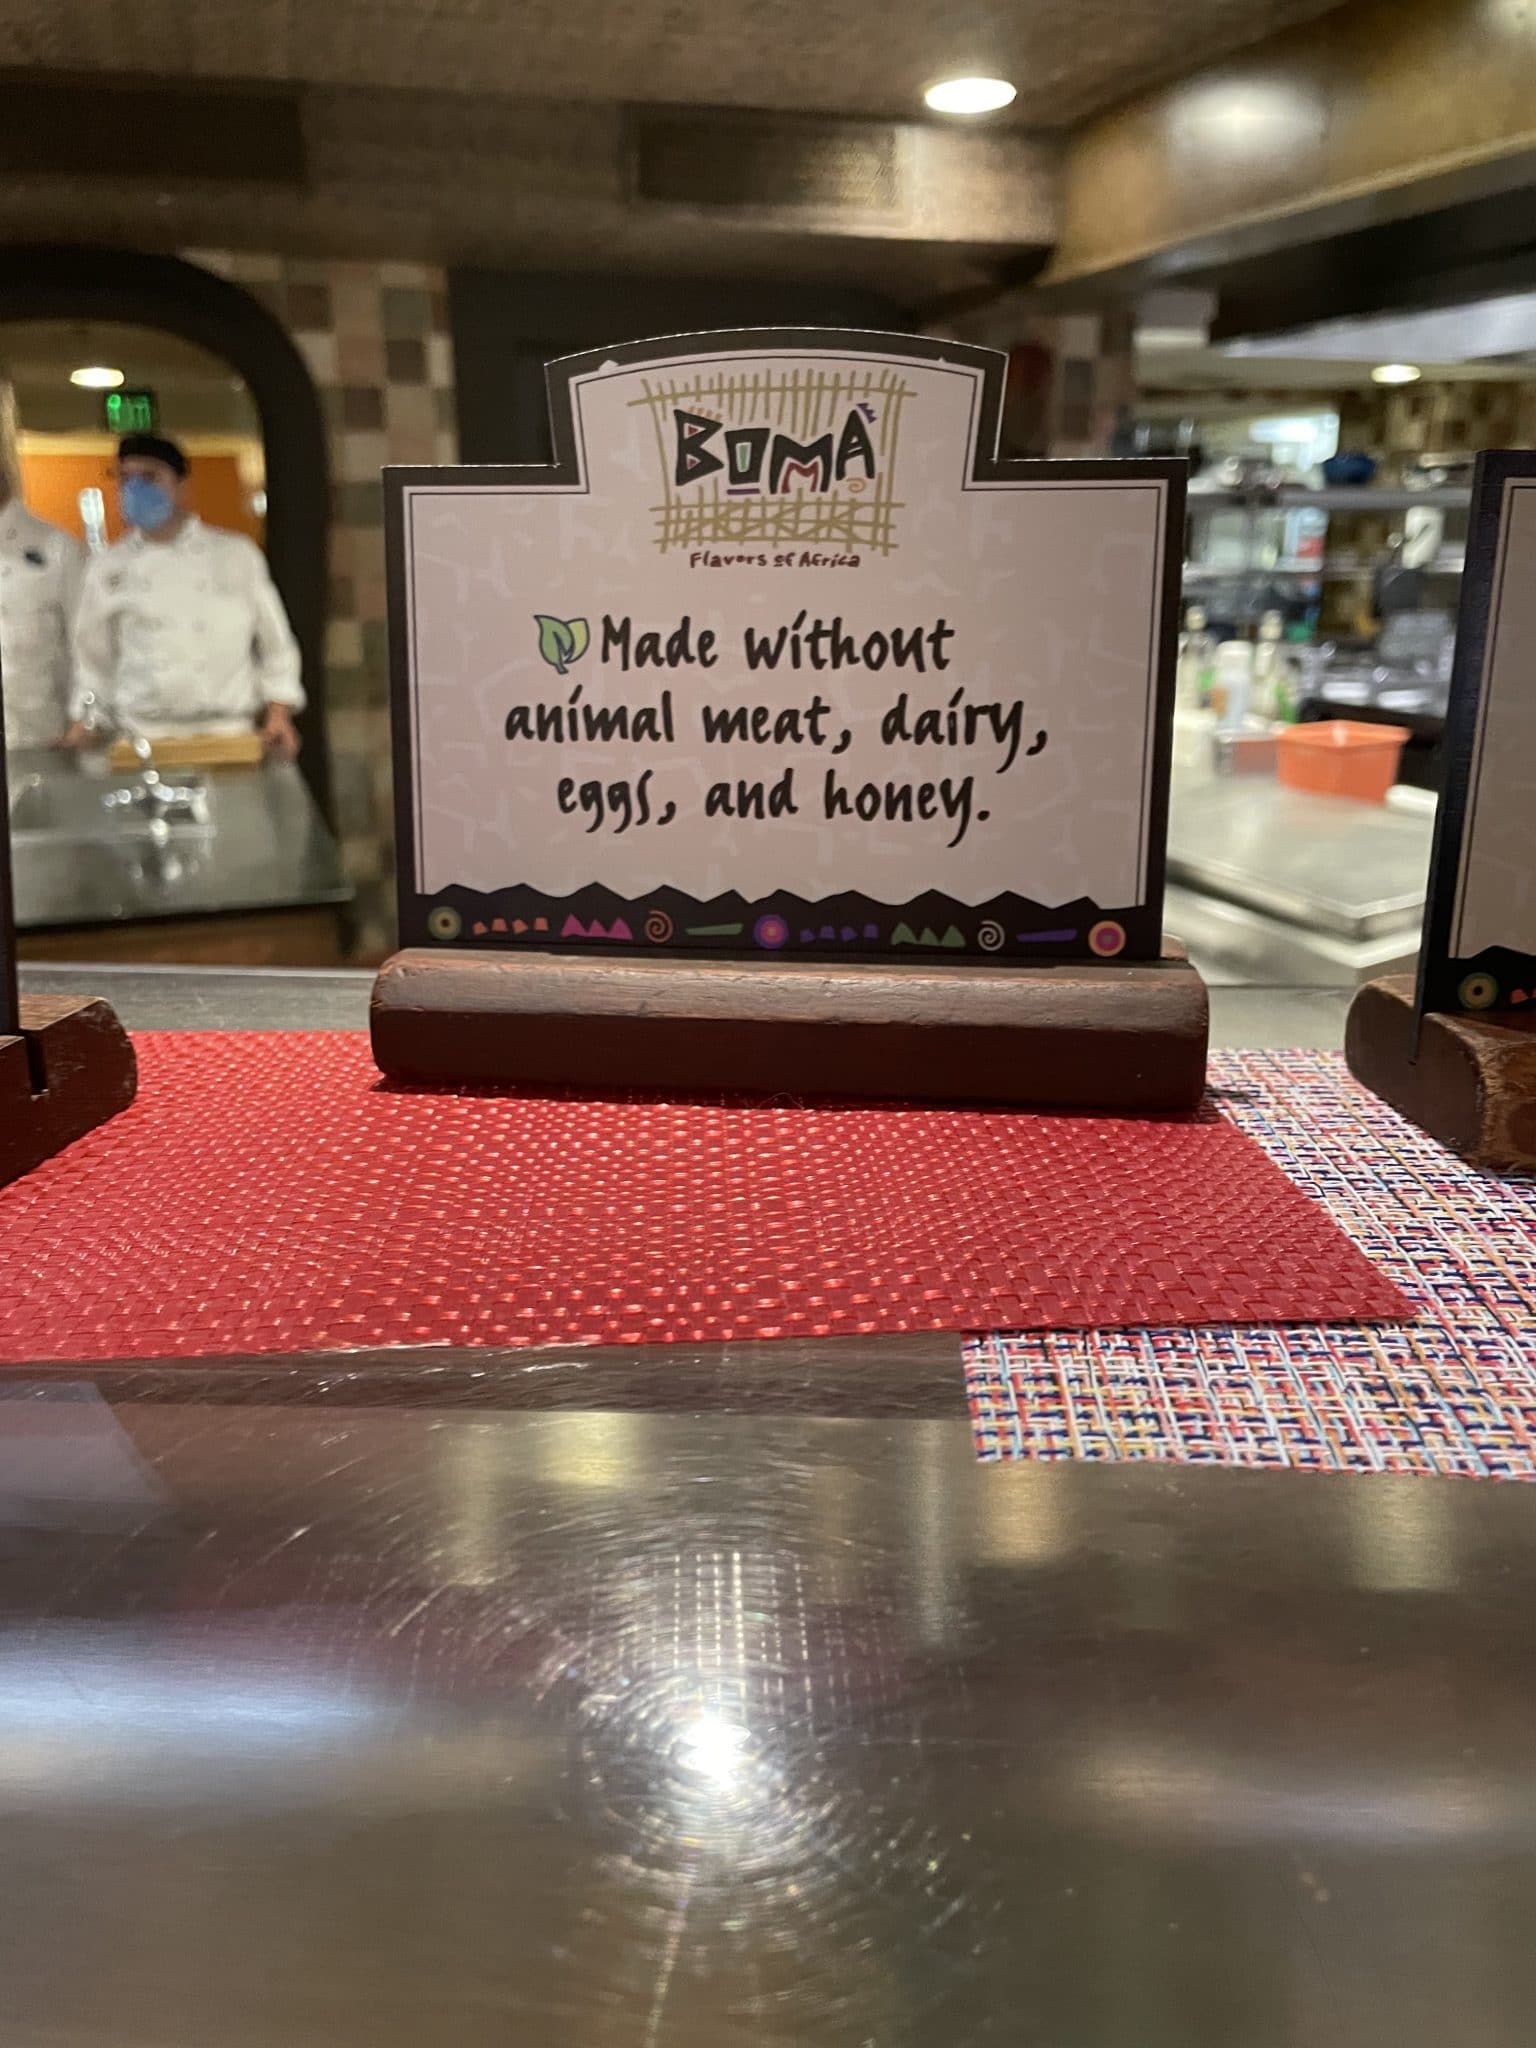 BOMA
Flavors of Africa
Made without
animal meat, dairy,
eggs, and honey.